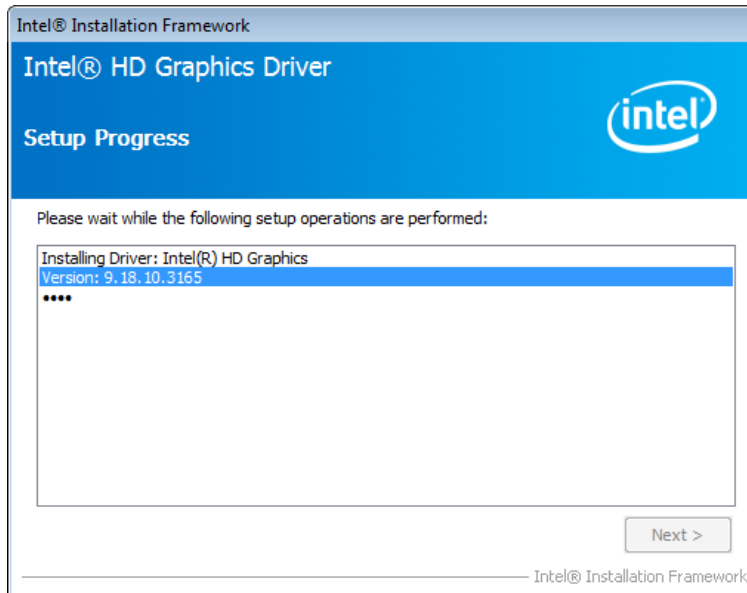 Intel® Installation Framework
Intel® HD Graphics Driver
intel®
Setup Progress
Please wait while the following setup operations are performed:
Installing Driver: Intel(R) HD Graphics
Version: 9.18.10.3165
••••
Next >
Intel® Installation Framework